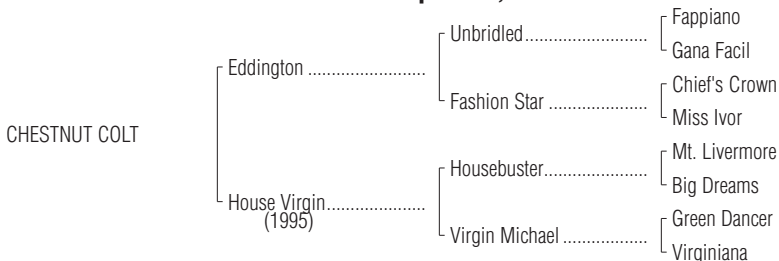 Fappiano
Unbridled..............................
Gana Facil
Eddington ..........................
Chief's Crown
Fashion Star ........................
Miss Ivor
CHESTNUT COLT
Mt. Livermore
Housebuster.........................
Big Dreams
House Virgin......................
(1995)
Green Dancer
Virgin Michael .....................
Virginiana